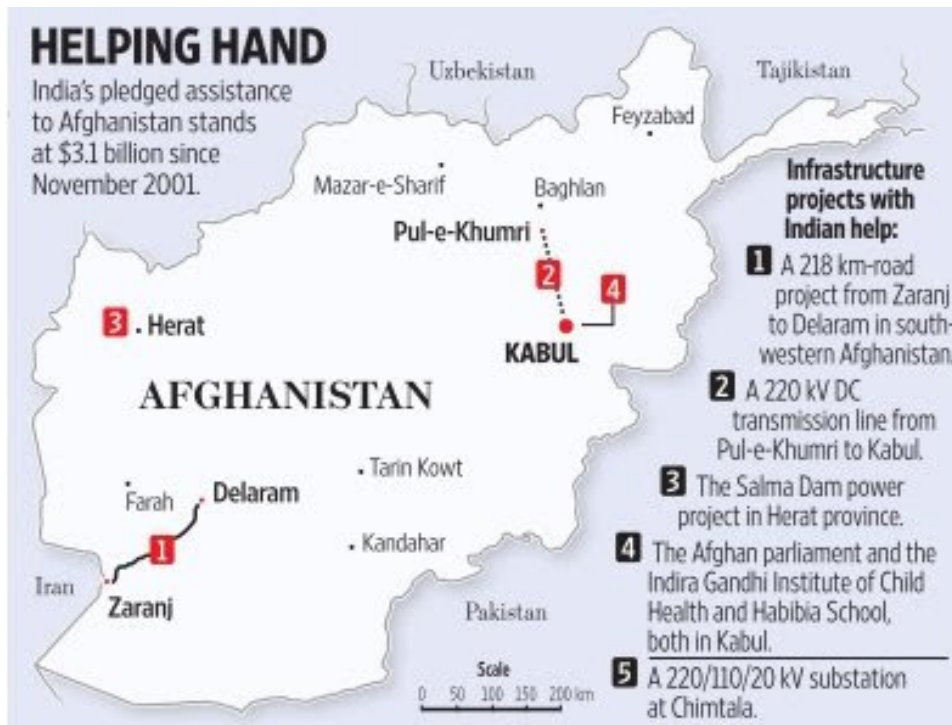 HELPING HAND
India's pledged assistance
to Afghanistan stands
at $3.1 billion since
November 2001.
Uzbekistan
Tajikistan
Feyzabad
Mazar-e-Sharif
Baghlan
Pul-e-Khumri
2
4
3
Herat
KABUL
AFGHANISTAN
Tarin Kowt
Farah
Delaram
1
Kandahar
Iran
Zaranj
Pakistan
Scale
0 50 100 150 200 km
Infrastructure
projects with
Indian help:
1 A 218 km-road
project from Zaranj
to Delaram in south-
western Afghanistan.
2 A 220 kV DC
transmission line from
Pul-e-Khumri to Kabul.
3 The Salma Dam power
project in Herat province.
4 The Afghan parliament and the
Indira Gandhi Institute of Child
Health and Habibia School,
both in Kabul.
5 A 220/110/20 kV substation
at Chimtala.